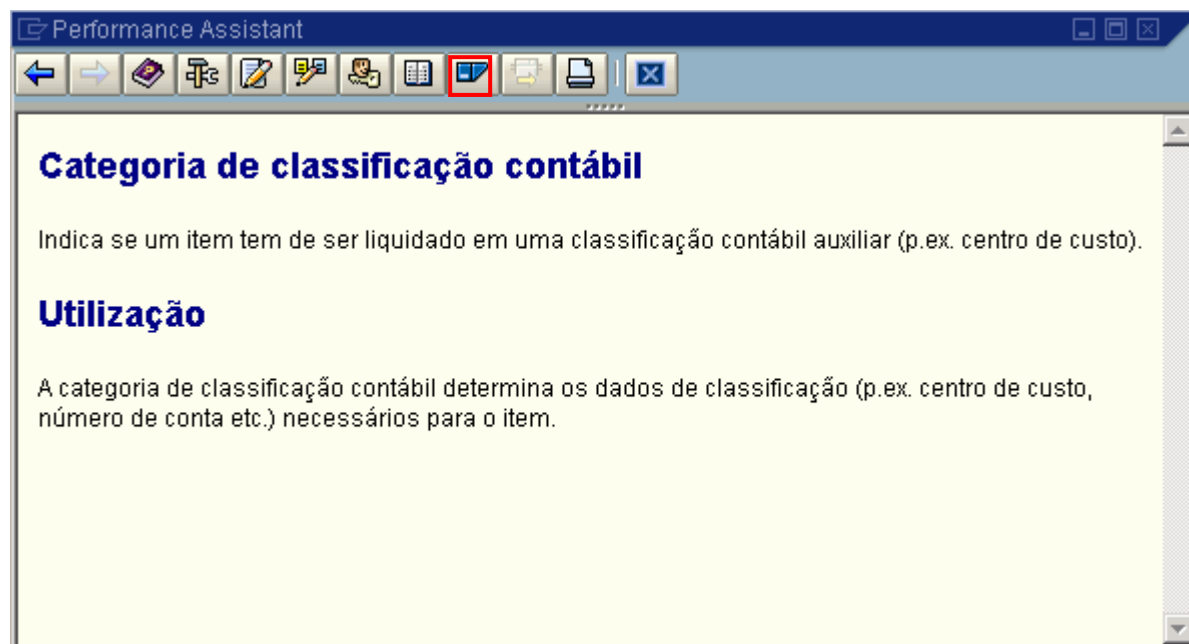 Performance Assistant
Categoria de classificação contábil
Indica se um item tem de ser liquidado em uma classificação contábil auxiliar (p.ex. centro de custo).
Utilização
A categoria de classificação contábil determina os dados de classificação (p.ex. centro de custo,
número de conta etc.) necessários para o item.